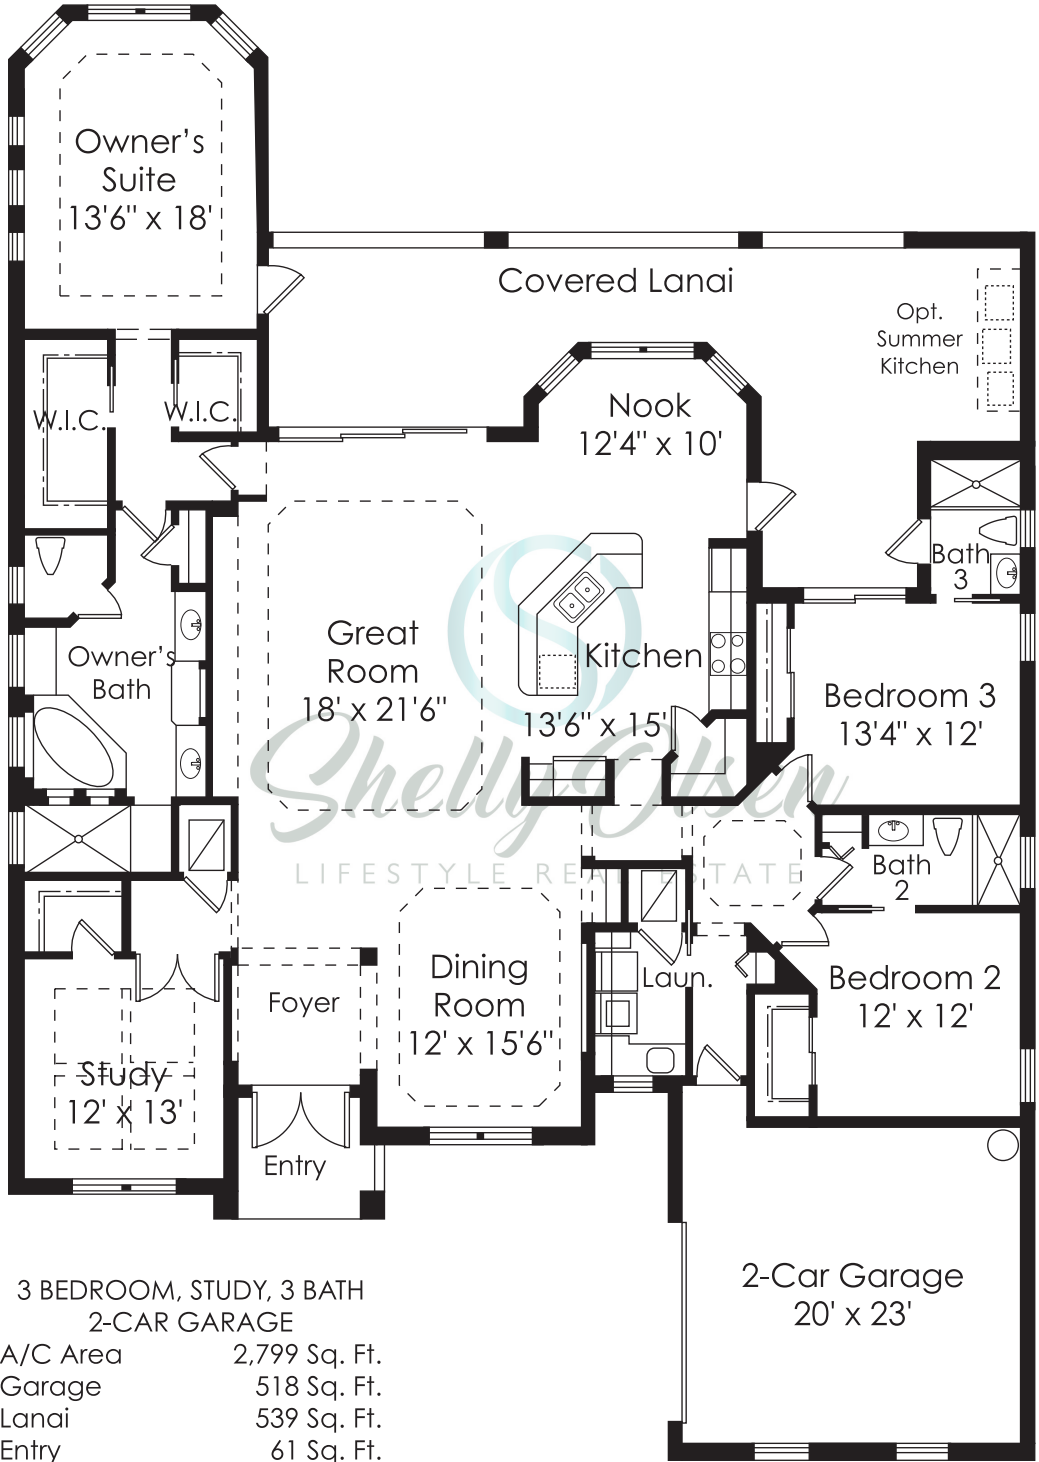 Owner's
Suite
13'6" x 18'
Covered Lanai
Opt.
Summer
Kitchen
W.I.C.
W.I.C.
Nook
12'4" x 10'
Bath
3
Great
Room
18' x 21'6"
Kitchen
13'6" x 15'
Owner's
Bath
Bedroom 3
13'4" x 12'
Shelly Olsen
LIFESTYLE REAL ESTATE
Bath
2
Dining
Room
12' x 15'6"
Laun.
Foyer
Bedroom 2
12' x 12'
Study
12' x 13'
Entry
2-Car Garage
20' x 23'
3 BEDROOM, STUDY, 3 BATH
2-CAR GARAGE
A/C Area 2,799 Sq. Ft.
Garage 518 Sq. Ft.
Lanai 539 Sq. Ft.
Entry 61 Sq. Ft.